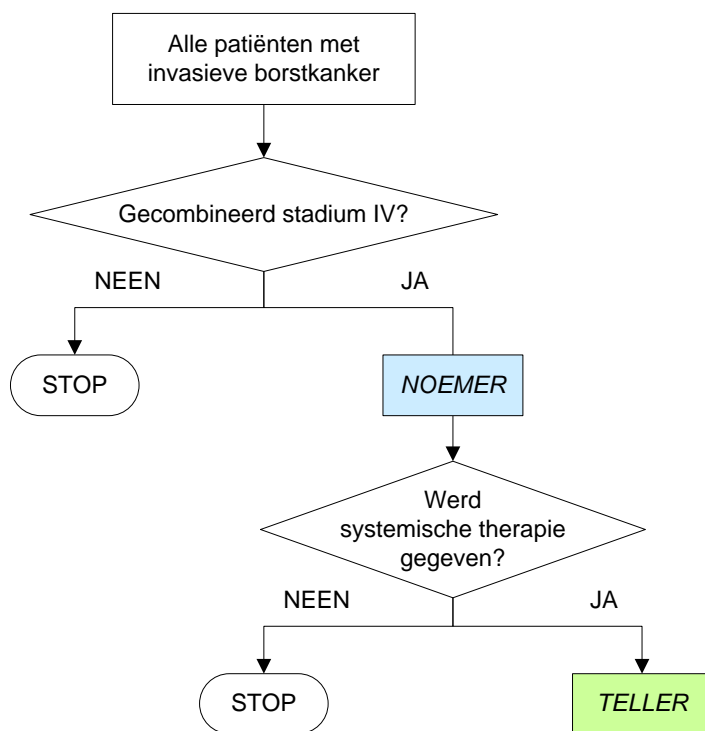 Alle patiënten met
invasieve borstkanker
Gecombineerd stadium IV?
NEEN
JA
STOP
NOEMER
Werd
systemische therapie
gegeven?
NEEN
JA
STOP
TELLER